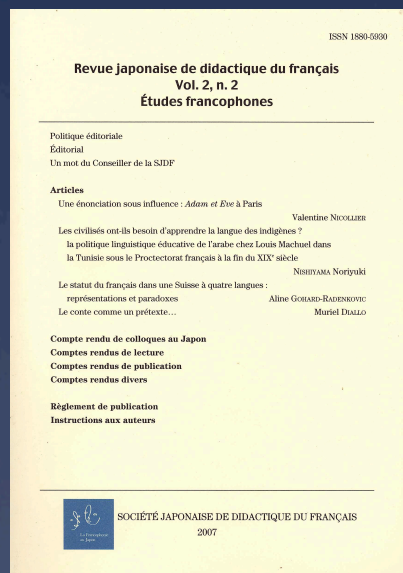 ISSN 1880-5930
Revue japonaise de didactique du français
Vol. 2, n. 2
Études francophones
Politique éditoriale
Éditorial
Un mot du Conseiller de la SJDF
Articles
Une énonciation sous influence : Adam et Eve à Paris
Valentine NICOLLIER
Les civilisés ont-ils besoin d'apprendre la langue des indigènes ?
la politique linguistique éducative de l'arabe chez Louis Machuel dans
la Tunisie sous le Proctectorat français à la fin du XIXe siècle
NISHIYAMA Noriyuki
Le statut du français dans une Suisse à quatre langues :
représentations et paradoxes Aline GOHARD-RADENKOVIC
Le conte comme un prétexte… Muriel DIALLO
Compte rendu de colloques au Japon
Comptes rendus de lecture
Comptes rendus de publication
Comptes rendus divers
Règlement de publication
Instructions aux auteurs
SOCIÉTÉ JAPONAISE DE DIDACTIQUE DU FRANÇAIS
2007
La Francophonie
au Japon